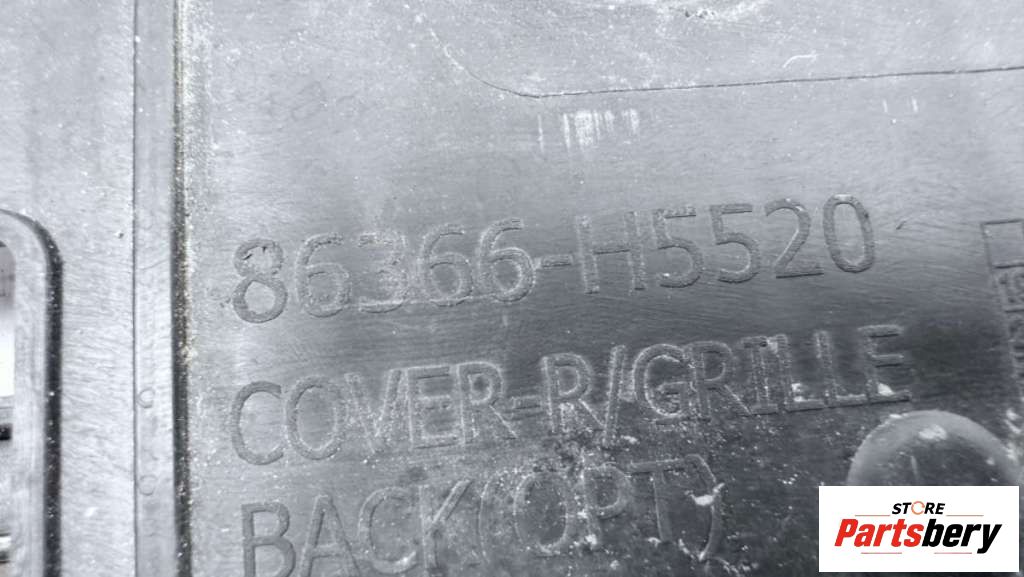 86366-H5520
COVER-R/GRILLE
BACK(OPT)
STORE
Partsbery